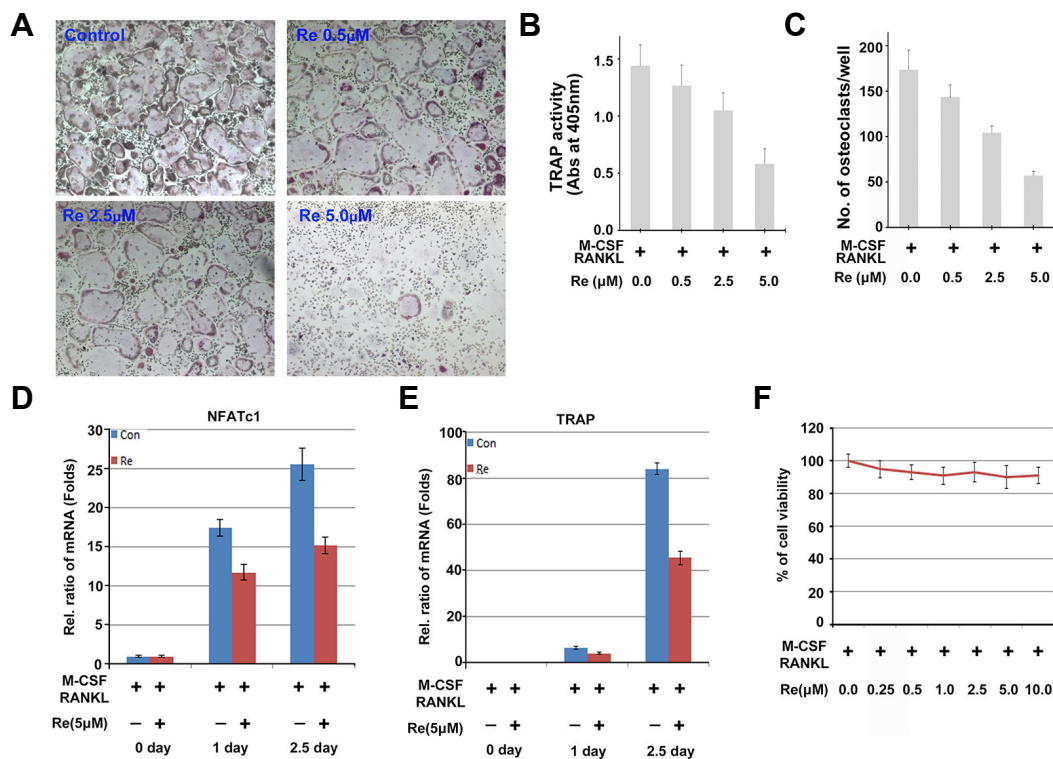 A
Control
Re 0.5µM
Re 2.5µM
Re 5.0µM
B
TRAP activity
(Abs at 405nm)
1.5
1.0
0.5
0.0
M-CSF
RANKL
+ + + +
Re (µM) 0.0 0.5 2.5 5.0
C
No. of osteoclasts/well
200
150
100
50
0
M-CSF
RANKL
+ + + +
Re (µM) 0.0 0.5 2.5 5.0
D
NFATc1
Rel. ratio of mRNA (Folds)
30
25
20
15
10
5
0
Con
Re
M-CSF
RANKL
+ + + + + +
Re(5µM) – + – + – +
0 day 1 day 2.5 day
E
TRAP
Rel. ratio of mRNA (Folds)
100
80
60
40
20
0
Con
Re
M-CSF
RANKL
+ + + + + +
Re(5µM) – + – + – +
0 day 1 day 2.5 day
F
% of cell viability
120
100
80
60
40
20
0
M-CSF
RANKL
+ + + + + + +
Re(µM) 0.0 0.25 0.5 1.0 2.5 5.0 10.0